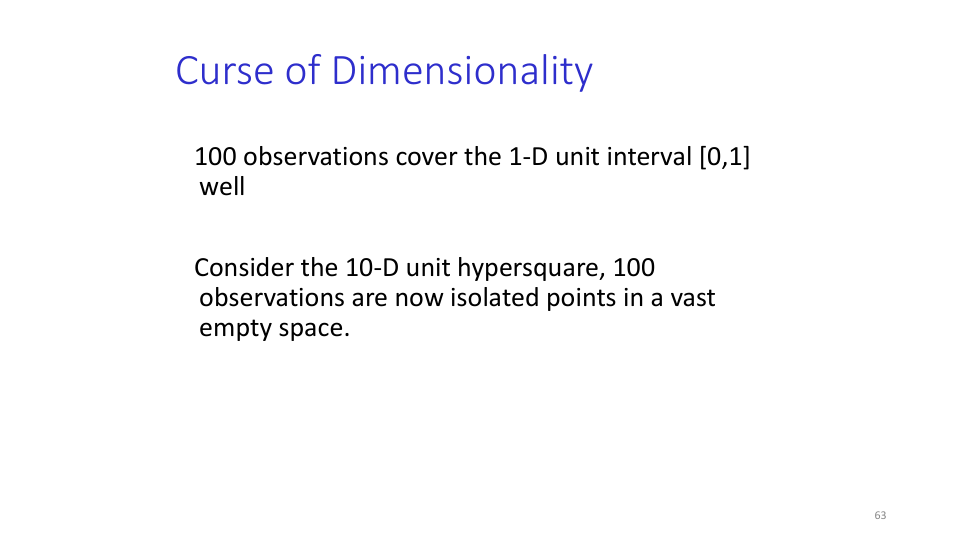 Curse of Dimensionality
100 observations cover the 1-D unit interval [0,1]
well
Consider the 10-D unit hypersquare, 100
observations are now isolated points in a vast
empty space.
63